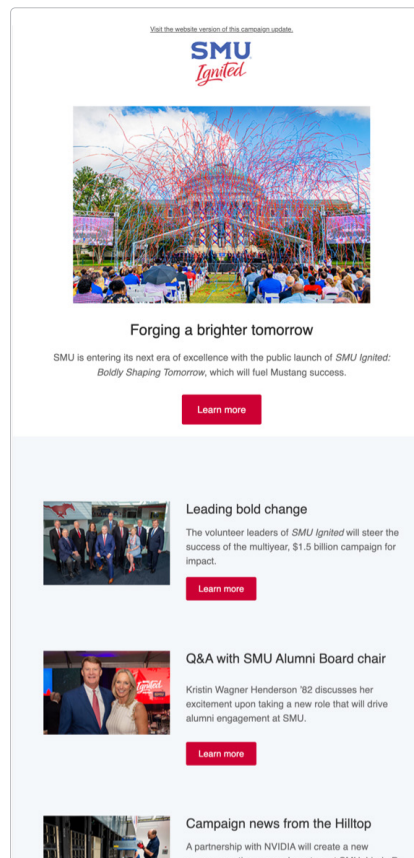 Visit the website version of this campaign update.
SMU
Ignited
Forging a brighter tomorrow
SMU is entering its next era of excellence with the public launch of SMU Ignited:
Boldly Shaping Tomorrow, which will fuel Mustang success.
Learn more
Leading bold change
The volunteer leaders of SMU Ignited will steer the
success of the multiyear, $1.5 billion campaign for
impact.
Learn more
Ignited
Q&A with SMU Alumni Board chair
Kristin Wagner Henderson '82 discusses her
excitement upon taking a new role that will drive
alumni engagement at SMU.
Learn more
Campaign news from the Hilltop
A partnership with NVIDIA will create a new